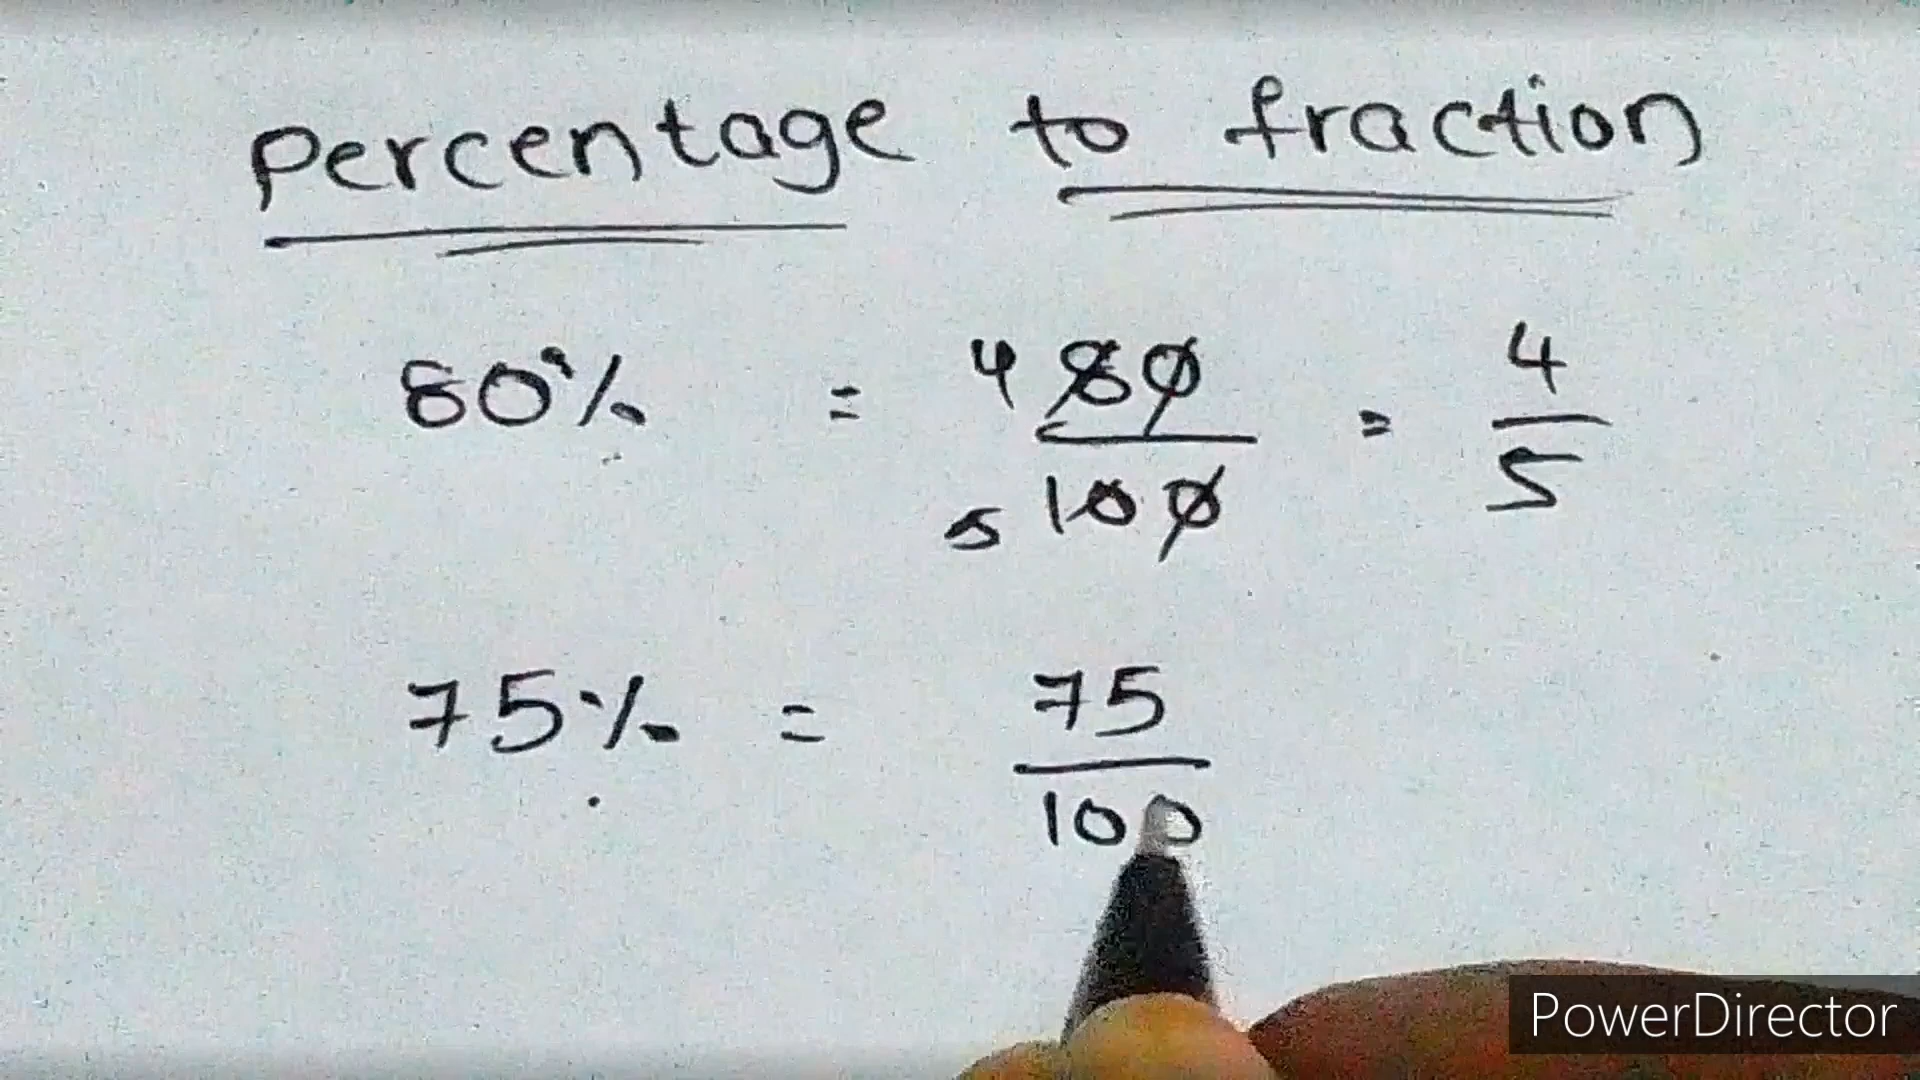 Percentage to fraction
80% = 4 80/5 100 = 4/5
75% = 75/100
PowerDirector